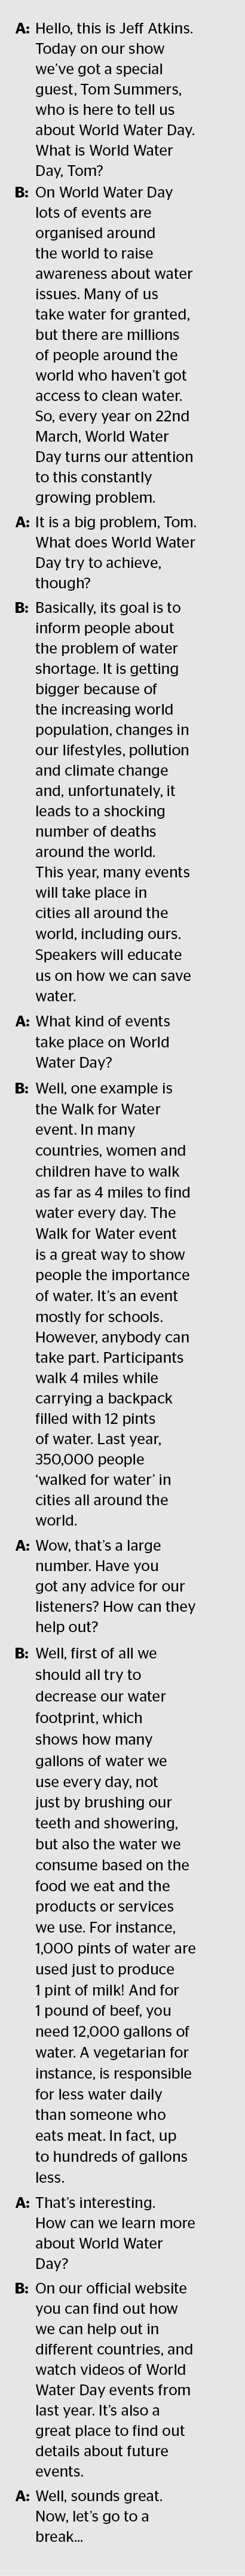 A: Hello, this is Jeff Atkins.
Today on our show
we've got a special
guest, Tom Summers,
who is here to tell us
about World Water Day.
What is World Water
Day, Tom?
B: On World Water Day
lots of events are
organised around
the world to raise
awareness about water
issues. Many of us
take water for granted,
but there are millions
of people around the
world who haven't got
access to clean water.
So, every year on 22nd
March, World Water
Day turns our attention
to this constantly
growing problem.
A: It is a big problem, Tom.
What does World Water
Day try to achieve,
though?
B: Basically, its goal is to
inform people about
the problem of water
shortage. It is getting
bigger because of
the increasing world
population, changes in
our lifestyles, pollution
and climate change
and, unfortunately, it
leads to a shocking
number of deaths
around the world.
This year, many events
will take place in
cities all around the
world, including ours.
Speakers will educate
us on how we can save
water.
A: What kind of events
take place on World
Water Day?
B: Well, one example is
the Walk for Water
event. In many
countries, women and
children have to walk
as far as 4 miles to find
water every day. The
Walk for Water event
is a great way to show
people the importance
of water. It's an event
mostly for schools.
However, anybody can
take part. Participants
walk 4 miles while
carrying a backpack
filled with 12 pints
of water. Last year,
350,000 people
'walked for water' in
cities all around the
world.
A: Wow, that's a large
number. Have you
got any advice for our
listeners? How can they
help out?
B: Well, first of all we
should all try to
decrease our water
footprint, which
shows how many
gallons of water we
use every day, not
just by brushing our
teeth and showering,
but also the water we
consume based on the
food we eat and the
products or services
we use. For instance,
1,000 pints of water are
used just to produce
1 pint of milk! And for
1 pound of beef, you
need 12,000 gallons of
water. A vegetarian for
instance, is responsible
for less water daily
than someone who
eats meat. In fact, up
to hundreds of gallons
less.
A: That's interesting.
How can we learn more
about World Water
Day?
B: On our official website
you can find out how
we can help out in
different countries, and
watch videos of World
Water Day events from
last year. It's also a
great place to find out
details about future
events.
A: Well, sounds great.
Now, let's go to a
break...